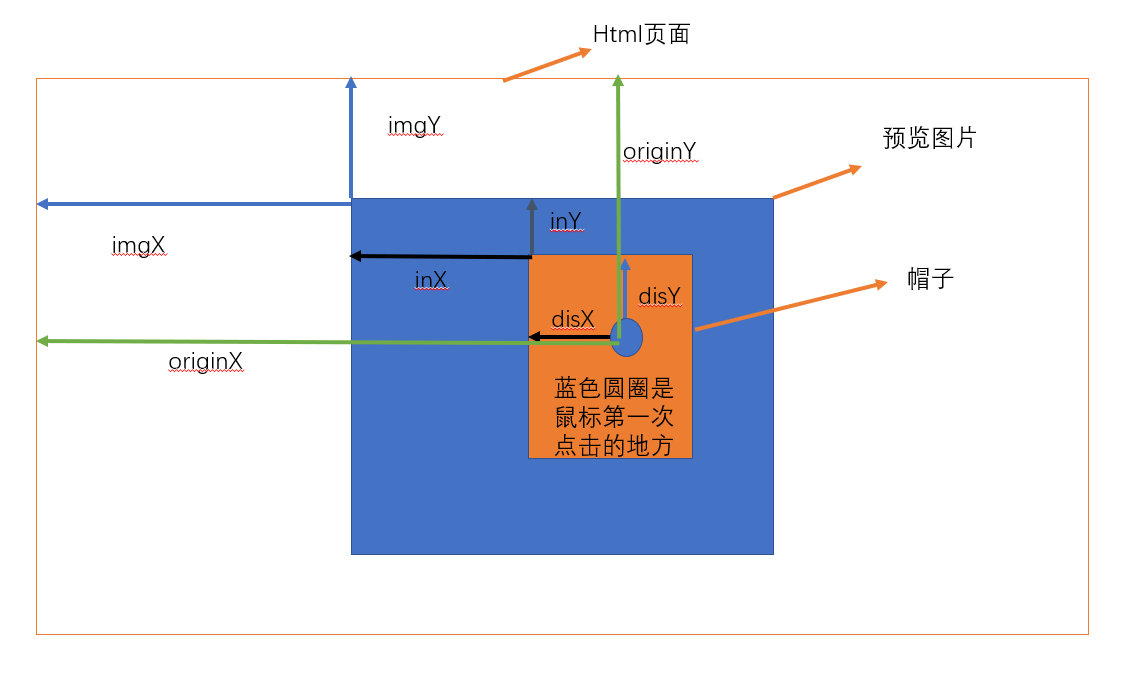 Html页面
imgY
originY
预览图片
inY
imgX
inX
帽子
disY
disX
originX
蓝色圆圈是
鼠标第一次
点击的地方